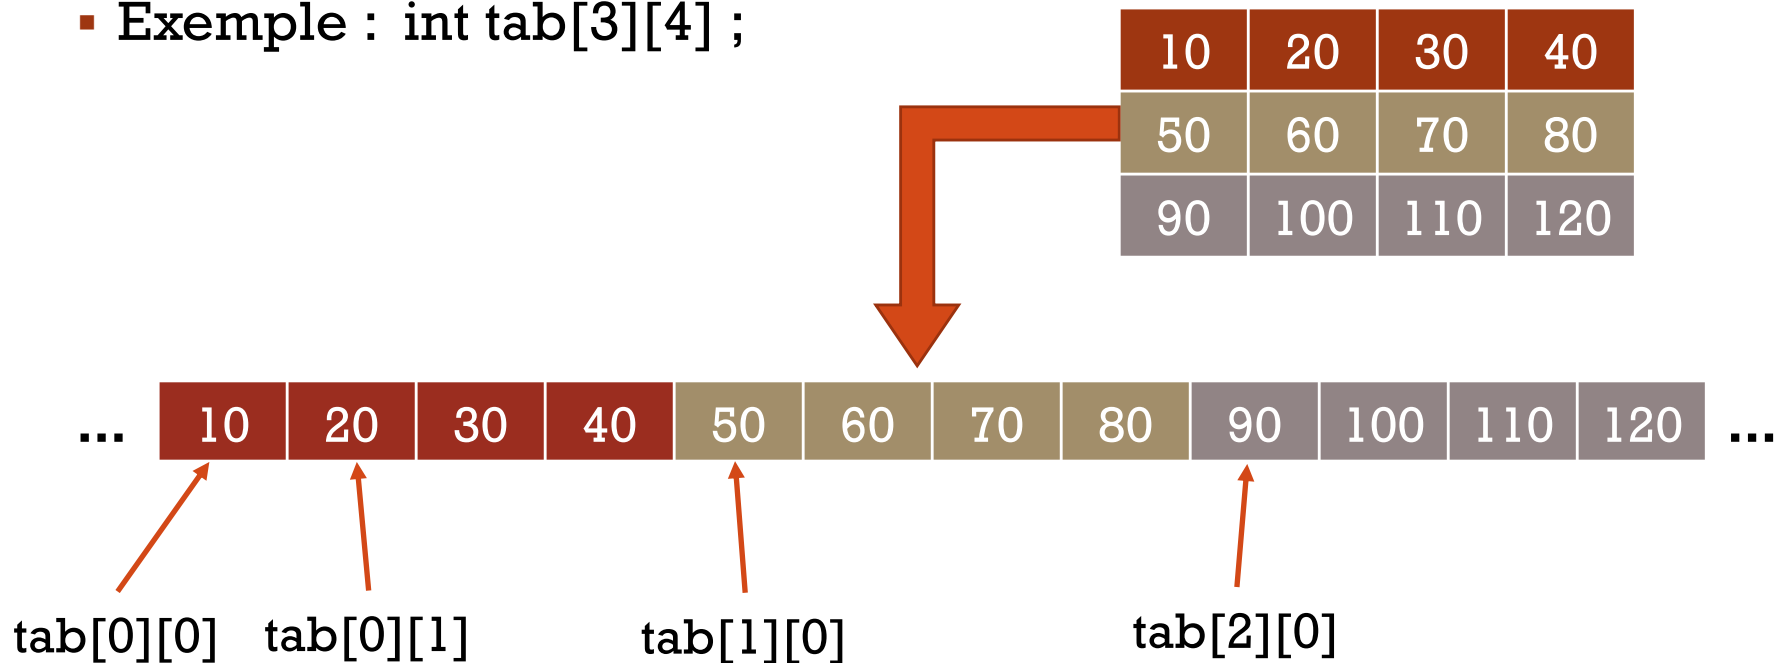 ▪ Exemple : int tab[3][4] ;
10 20 30 40
50 60 70 80
90 100 110 120
... 10 20 30 40 50 60 70 80 90 100 110 120 ...
tab[0][0] tab[0][1] tab[1][0] tab[2][0]